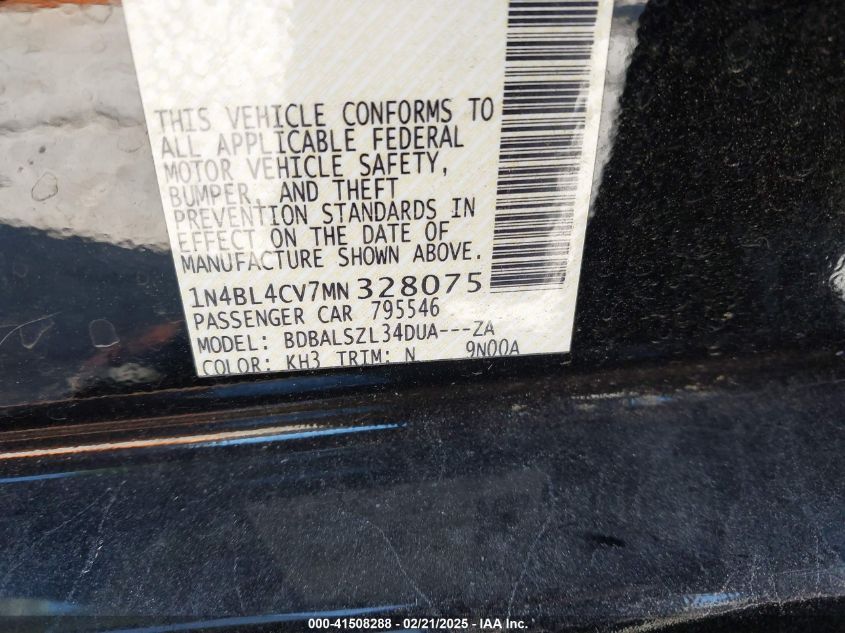 THIS VEHICLE CONFORMS TO
ALL APPLICABLE FEDERAL
MOTOR VEHICLE SAFETY,
BUMPER, AND THEFT
PREVENTION STANDARDS IN
EFFECT ON THE DATE OF
MANUFACTURE SHOWN ABOVE.
1N4BL4CV7MN 328075
PASSENGER CAR 795546
MODEL: BDBALSZL34DUA---ZA
COLOR: KH3 TRIM: N 9N00A
000-41508288 - 02/21/2025 - IAA Inc.